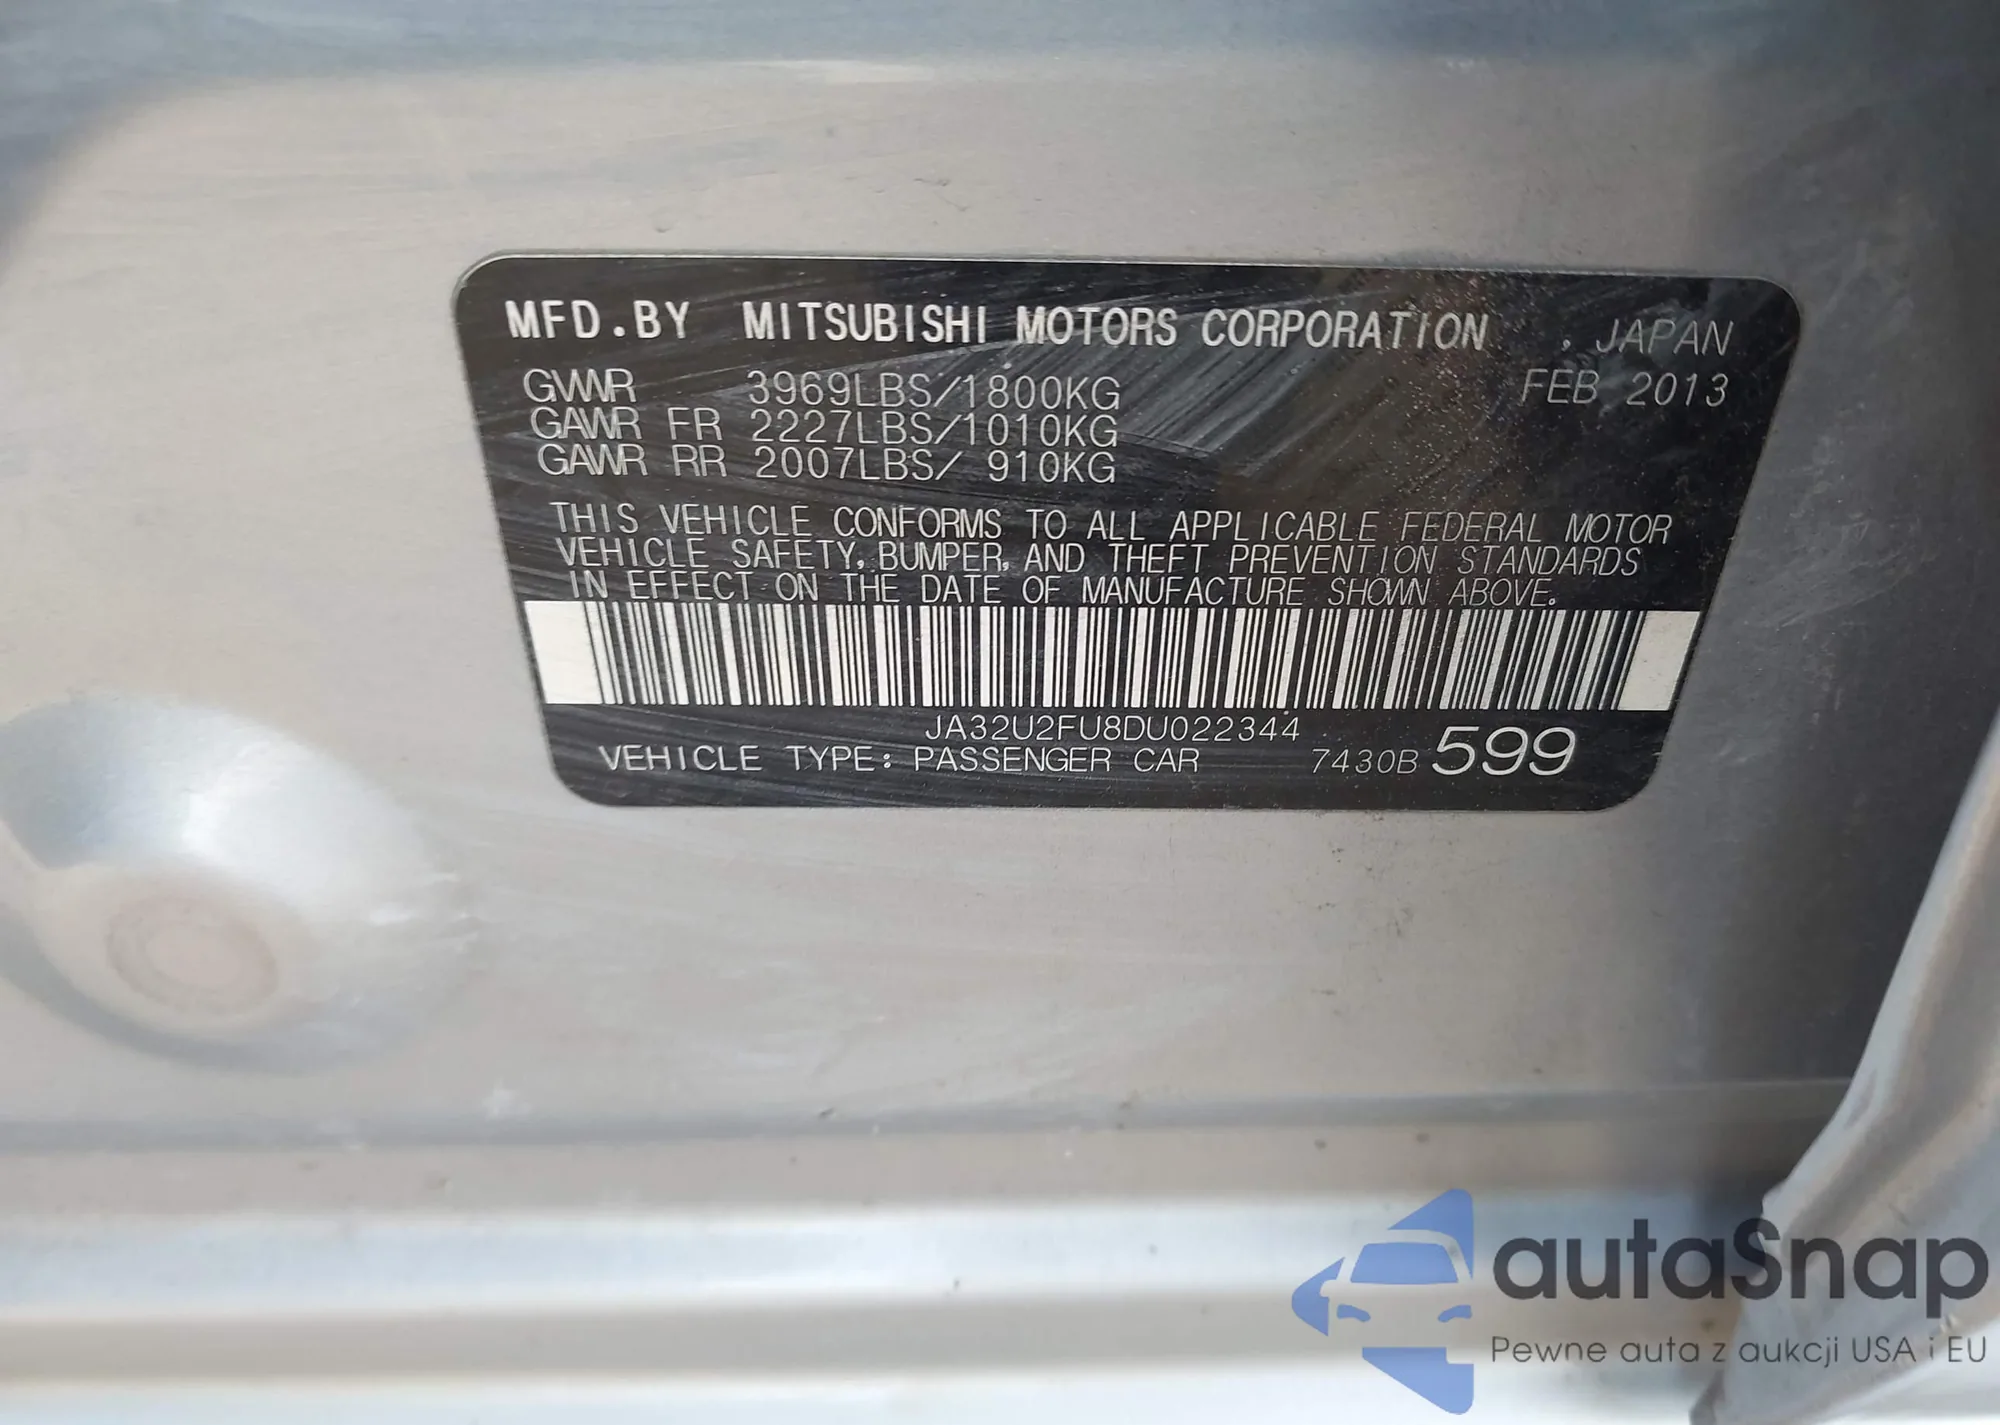 MFD.BY MITSUBISHI MOTORS CORPORATION , JAPAN
GVWR 3969LBS/1800KG FEB 2013
GAWR FR 2227LBS/1010KG
GAWR RR 2007LBS/ 910KG
THIS VEHICLE CONFORMS TO ALL APPLICABLE FEDERAL MOTOR
VEHICLE SAFETY, BUMPER, AND THEFT PREVENTION STANDARDS
IN EFFECT ON THE DATE OF MANUFACTURE SHOWN ABOVE.
JA32U2FU8DU022344
VEHICLE TYPE: PASSENGER CAR 7430B 599
autaSnap
Pewne auta z aukcji USA i EU